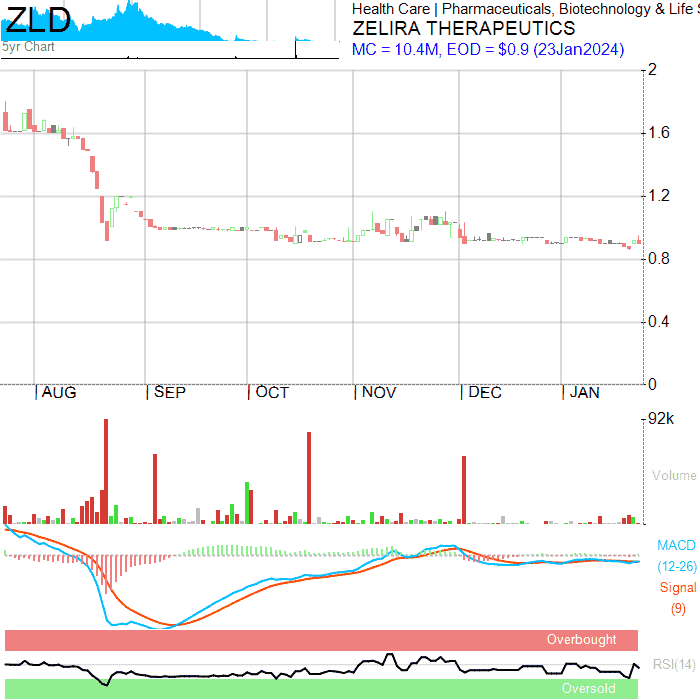 ZLD
5yr Chart
Health Care | Pharmaceuticals, Biotechnology & Life S
ZELIRA THERAPEUTICS
MC = 10.4M, EOD = $0.9 (23Jan2024)
2
1.6
1.2
0.8
0.4
0
AUG SEP OCT NOV DEC JAN
92k
Volume
MACD
(12-26)
Signal
(9)
Overbought
RSI(14)
Oversold